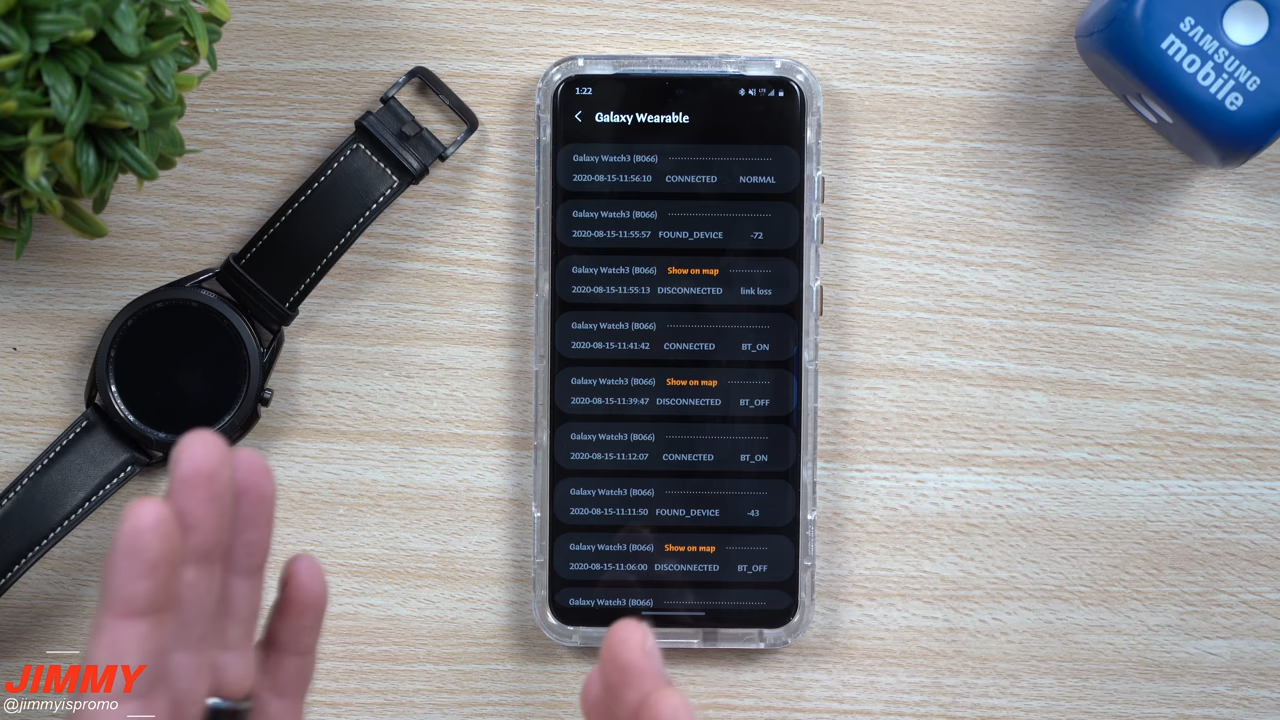 SAMSUNG
mobile
1:22
LTE
Galaxy Wearable
Galaxy Watch3 (B066)
2020-08-15-11:56:10 CONNECTED NORMAL
Galaxy Watch3 (B066)
2020-08-15-11:55:57 FOUND_DEVICE -72
Galaxy Watch3 (B066) Show on map
2020-08-15-11:55:13 DISCONNECTED link loss
Galaxy Watch3 (B066)
2020-08-15-11:41:42 CONNECTED BT_ON
Galaxy Watch3 (B066) Show on map
2020-08-15-11:39:47 DISCONNECTED BT_OFF
Galaxy Watch3 (B066)
2020-08-15-11:12:07 CONNECTED BT_ON
Galaxy Watch3 (B066)
2020-08-15-11:11:50 FOUND_DEVICE -43
Galaxy Watch3 (B066) Show on map
2020-08-15-11:06:00 DISCONNECTED BT_OFF
Galaxy Watch3 (B066)
JIMMY
@jimmyispromo